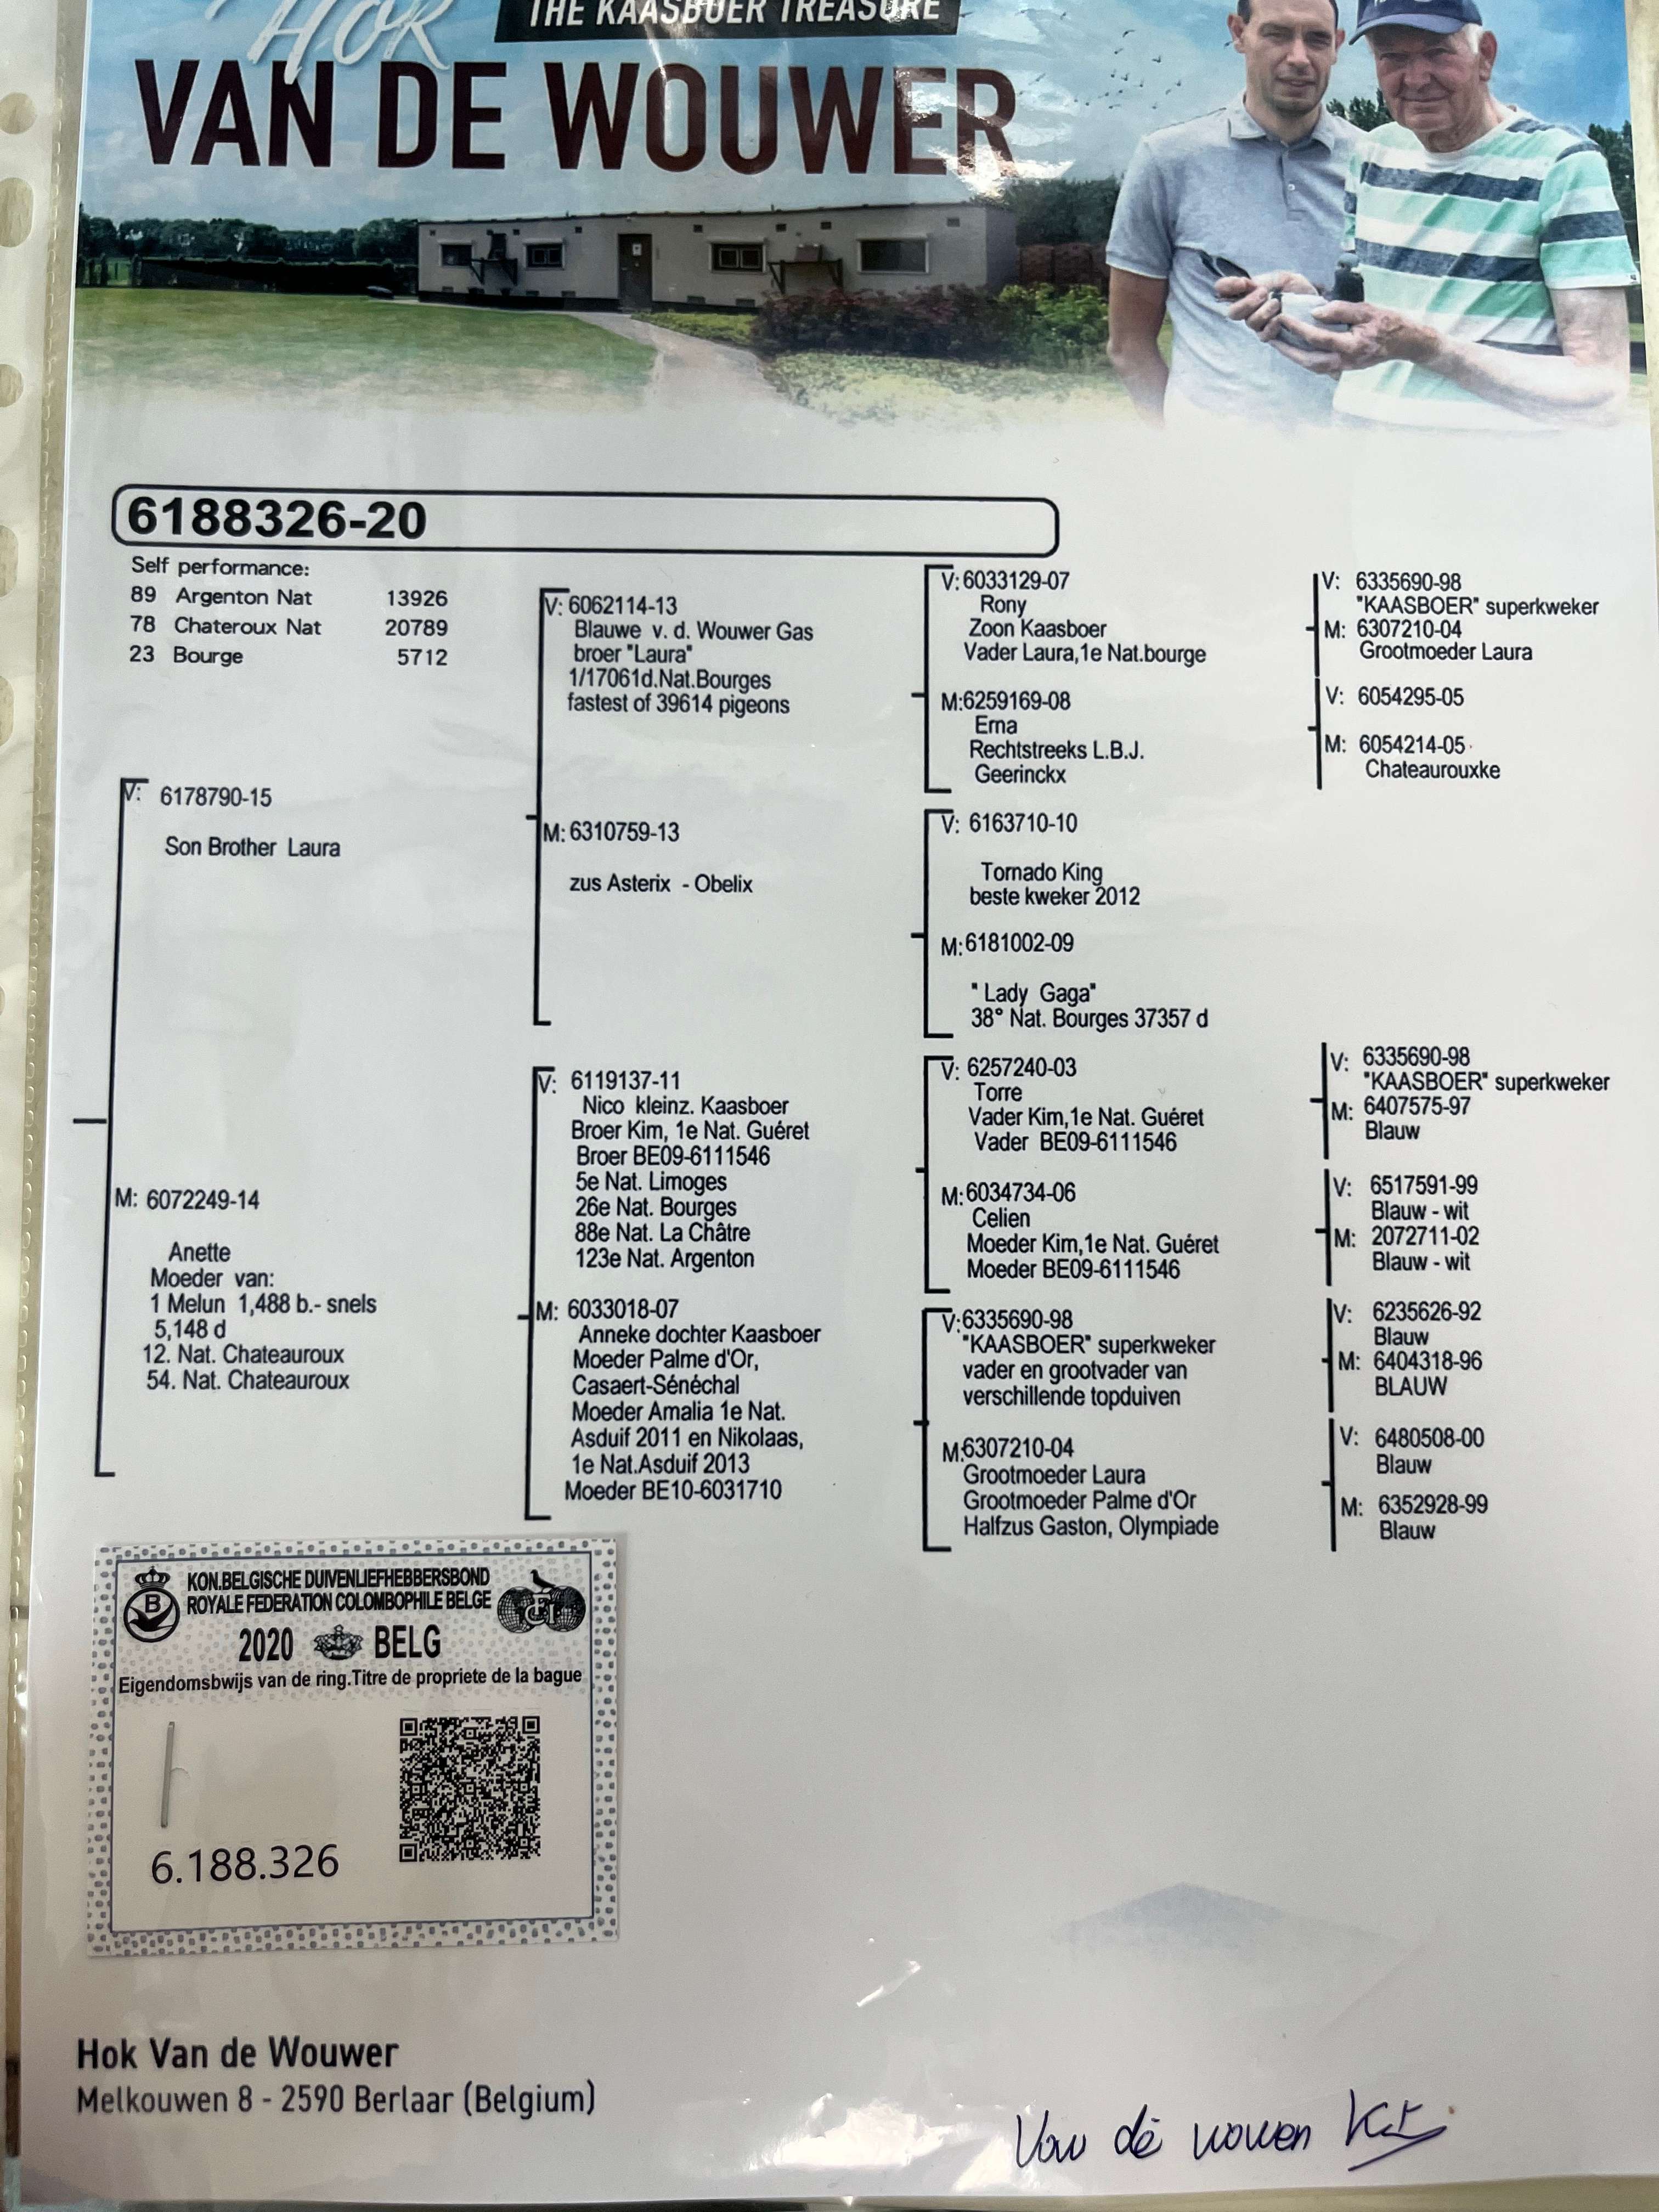 Hok
THE KAASBOER TREASURE
VAN DE WOUWER
6188326-20
Self performance:
89 Argenton Nat 13926
78 Chateroux Nat 20789
23 Bourge 5712
V: 6178790-15
Son Brother Laura
M: 6072249-14
Anette
Moeder van:
1 Melun 1,488 b.- snels
5,148 d
12. Nat. Chateauroux
54. Nat. Chateauroux
V: 6062114-13
Blauwe v. d. Wouwer Gas
broer "Laura"
1/17061d.Nat.Bourges
fastest of 39614 pigeons
M: 6310759-13
zus Asterix - Obelix
V: 6119137-11
Nico kleinz. Kaasboer
Broer Kim, 1e Nat. Guéret
Broer BE09-6111546
5e Nat. Limoges
26e Nat. Bourges
88e Nat. La Châtre
123e Nat. Argenton
M: 6033018-07
Anneke dochter Kaasboer
Moeder Palme d'Or,
Casaert-Sénéchal
Moeder Amalia 1e Nat.
Asduif 2011 en Nikolaas,
1e Nat.Asduif 2013
Moeder BE10-6031710
V: 6033129-07
Rony
Zoon Kaasboer
Vader Laura,1e Nat.bourge
M:6259169-08
Erna
Rechtstreeks L.B.J.
Geerinckx
V: 6163710-10
Tornado King
beste kweker 2012
M:6181002-09
"Lady Gaga"
38° Nat. Bourges 37357 d
V: 6257240-03
Torre
Vader Kim,1e Nat. Guéret
Vader BE09-6111546
M:6034734-06
Celien
Moeder Kim,1e Nat. Guéret
Moeder BE09-6111546
V:6335690-98
"KAASBOER" superkweker
vader en grootvader van
verschillende topduiven
M:6307210-04
Grootmoeder Laura
Grootmoeder Palme d'Or
Halfzus Gaston, Olympiade
V: 6335690-98
"KAASBOER" superkweker
M: 6307210-04
Grootmoeder Laura
V: 6054295-05
M: 6054214-05
Chateaurouxke
V: 6335690-98
"KAASBOER" superkweker
M: 6407575-97
Blauw
V: 6517591-99
Blauw - wit
M: 2072711-02
Blauw - wit
V: 6235626-92
Blauw
M: 6404318-96
BLAUW
V: 6480508-00
Blauw
M: 6352928-99
Blauw
KON.BELGISCHE DUIVENLIEFHEBBERSBOND
ROYALE FEDERATION COLOMBOPHILE BELGE
2020 BELG
Eigendomsbwijs van de ring.Titre de propriete de la bague
6.188.326
Hok Van de Wouwer
Melkouwen 8 - 2590 Berlaar (Belgium)